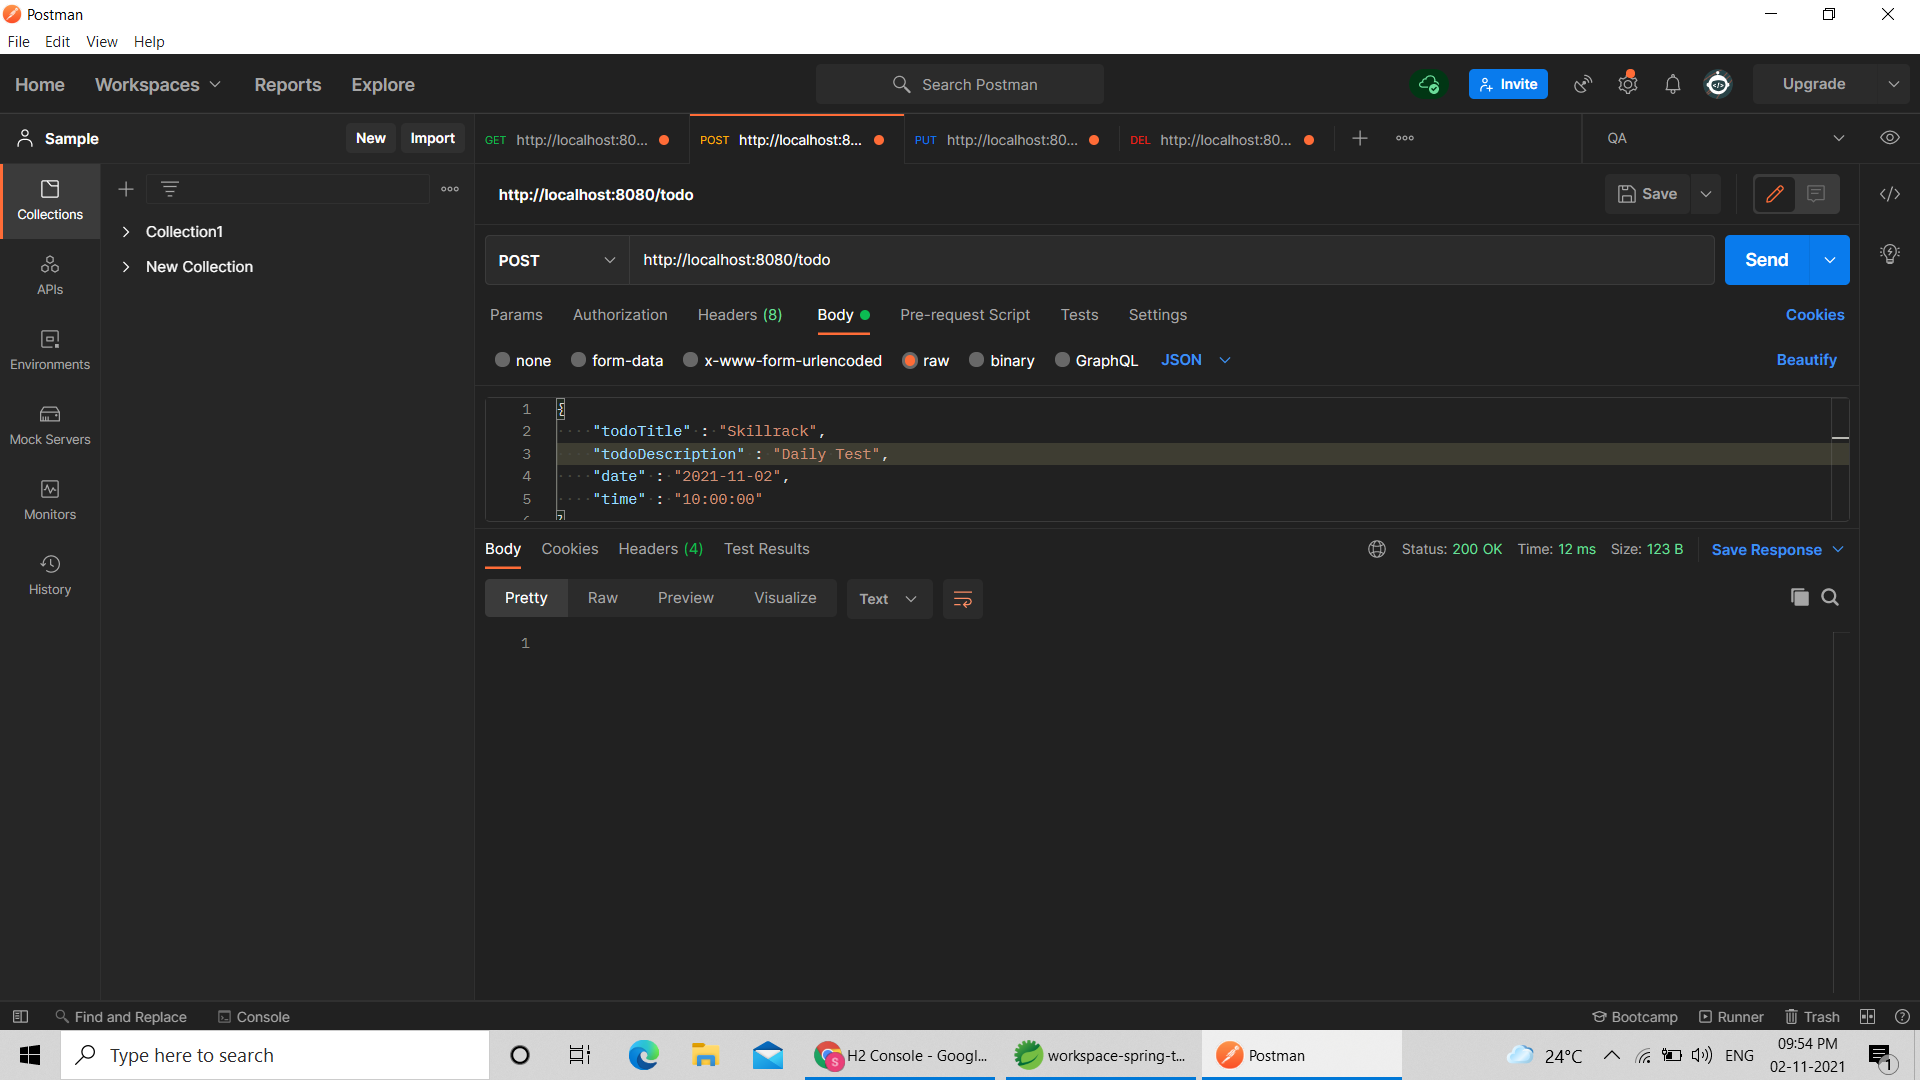 Postman
File Edit View Help
Home Workspaces Reports Explore Search Postman Invite Upgrade
Sample New Import GET http://localhost:80... POST http://localhost:8... PUT http://localhost:80... DEL http://localhost:80... QA
Collections
APIs
Environments
Mock Servers
Monitors
History
Collection1
New Collection
http://localhost:8080/todo Save
POST http://localhost:8080/todo Send
Params Authorization Headers (8) Body Pre-request Script Tests Settings Cookies
none form-data x-www-form-urlencoded raw binary GraphQL JSON Beautify
1 {
2 "todoTitle" : "Skillrack",
3 "todoDescription" : "Daily Test",
4 "date" : "2021-11-02",
5 "time" : "10:00:00"
Body Cookies Headers (4) Test Results Status: 200 OK Time: 12 ms Size: 123 B Save Response
Pretty Raw Preview Visualize Text
1
Find and Replace Console Bootcamp Runner Trash
Type here to search H2 Console - Googl... workspace-spring-t... Postman 24°C ENG 09:54 PM
02-11-2021 1